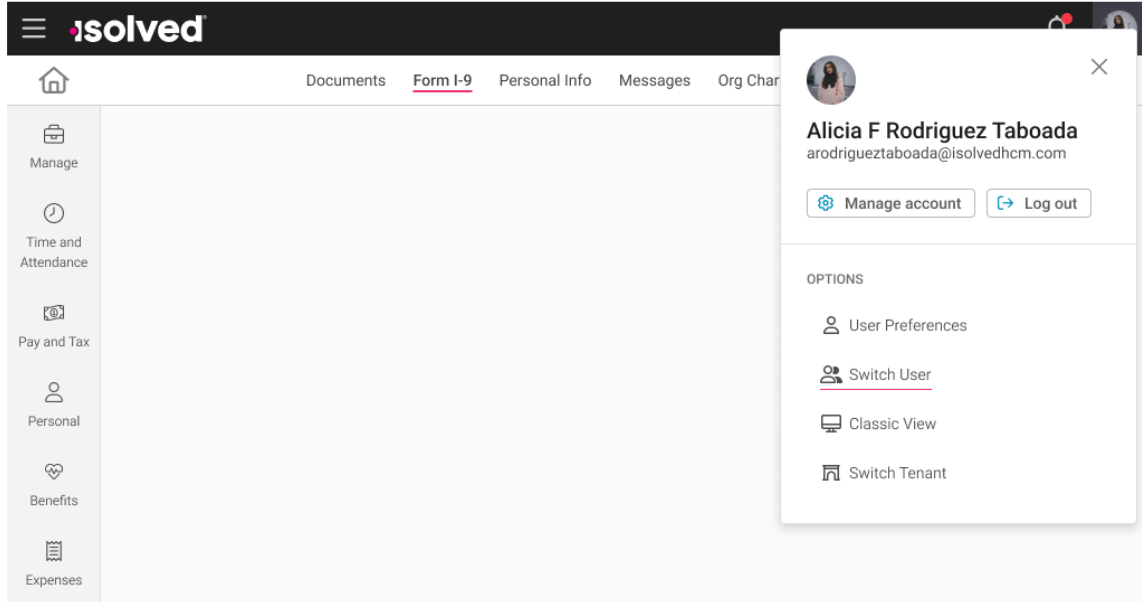 isolved
Documents Form I-9 Personal Info Messages Org Char
Manage
Time and
Attendance
Pay and Tax
Personal
Benefits
Expenses
Alicia F Rodriguez Taboada
arodrigueztaboada@isolvedhcm.com
Manage account Log out
OPTIONS
User Preferences
Switch User
Classic View
Switch Tenant